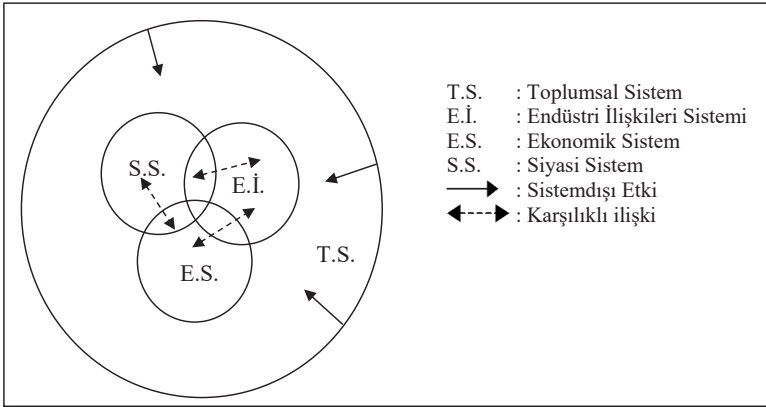 S.S.
E.İ.
E.S.
T.S.
T.S. : Toplumsal Sistem
E.İ. : Endüstri İlişkileri Sistemi
E.S. : Ekonomik Sistem
S.S. : Siyasi Sistem
: Sistemdışı Etki
: Karşılıklı ilişki